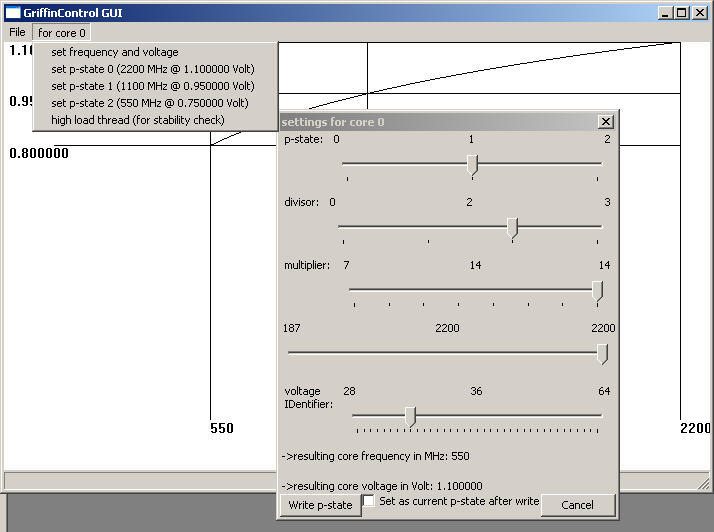 GriffinControl GUI
File for core 0
set frequency and voltage
set p-state 0 (2200 MHz @ 1.100000 Volt)
set p-state 1 (1100 MHz @ 0.950000 Volt)
set p-state 2 (550 MHz @ 0.750000 Volt)
high load thread (for stability check)
1.10
0.95
0.800000
550
2200
settings for core 0
p-state: 0 1 2
divisor: 0 2 3
multiplier: 7 14 14
187 2200 2200
voltage 28 36 64
IDentifier:
->resulting core frequency in MHz: 550
->resulting core voltage in Volt: 1.100000
Write p-state Set as current p-state after write Cancel